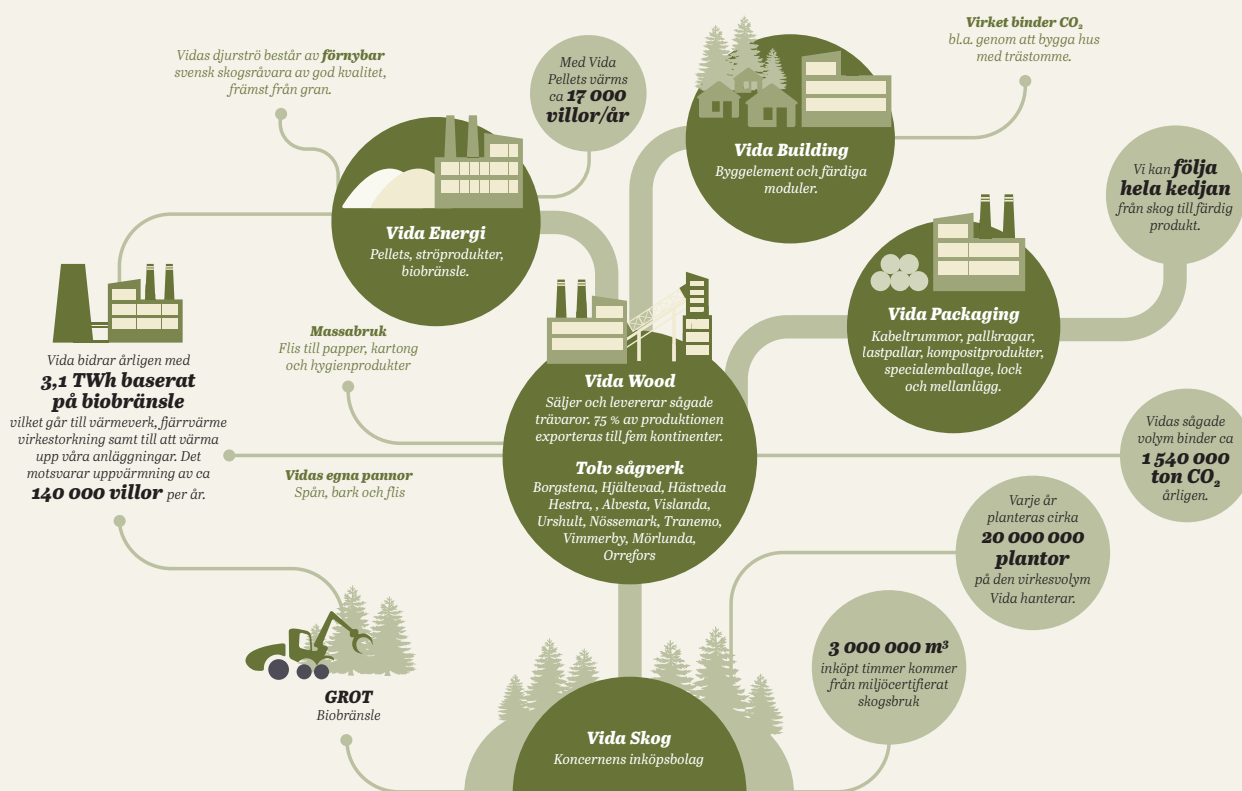 Vidas djurströ består av förnybar
svensk skogsråvara av god kvalitet,
främst från gran.
Med Vida
Pellets värms
ca 17 000
villor/år
Virket binder CO₂
bl.a. genom att bygga hus
med trästomme.
Vida Building
Byggelement och färdiga
moduler.
Vi kan följa
hela kedjan
från skog till färdig
produkt.
Vida Energi
Pellets, ströprodukter,
biobränsle.
Vida Packaging
Kabeltrummor, pallkragar,
lastpallar, kompositprodukter,
specialemballage, lock
och mellanlägg.
Massabruk
Flis till papper, kartong
och hygienprodukter
Vida bidrar årligen med
3,1 TWh baserat
på biobränsle
vilket går till värmeverk, fjärrvärme
virkestorkning samt till att värma
upp våra anläggningar. Det
motsvarar uppvärmning av ca
140 000 villor per år.
Vida Wood
Säljer och levererar sågade
trävaror. 75 % av produktionen
exporteras till fem kontinenter.
Tolv sågverk
Borgstena, Hjältevad, Hästveda
Hestra, , Alvesta, Vislanda,
Urshult, Nössemark, Tranemo,
Vimmerby, Mörlunda,
Orrefors
Vidas egna pannor
Spån, bark och flis
Vidas sågade
volym binder ca
1 540 000
ton CO₂
årligen.
Varje år
planteras cirka
20 000 000
plantor
på den virkesvolym
Vida hanterar.
3 000 000 m³
inköpt timmer kommer
från miljöcertifierat
skogsbruk
GROT
Biobränsle
Vida Skog
Koncernens inköpsbolag